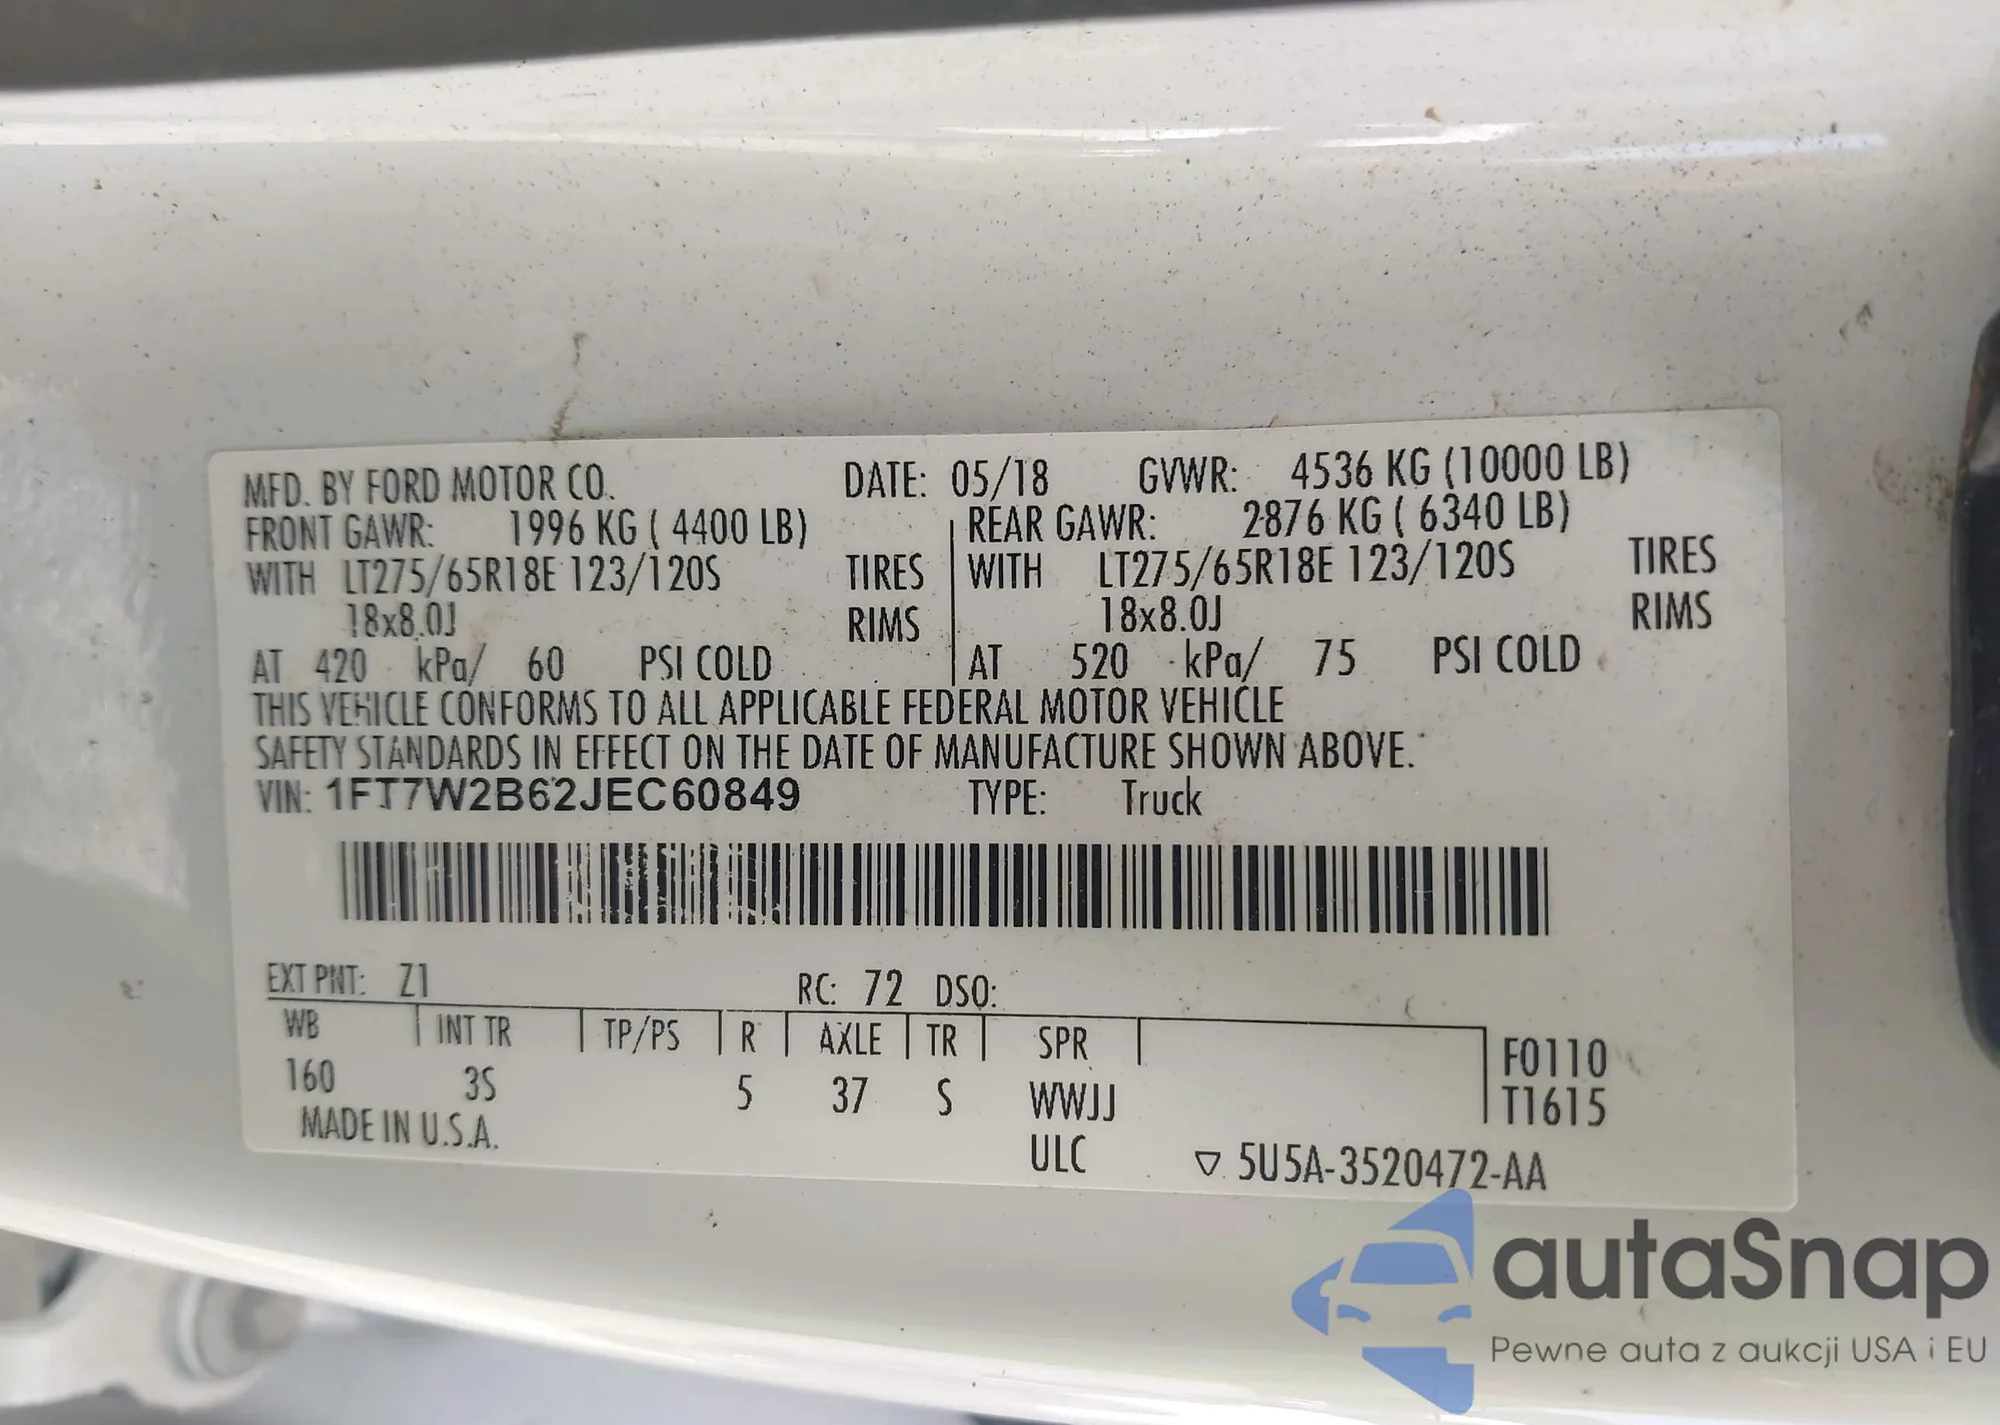 MFD. BY FORD MOTOR CO. DATE: 05/18 GVWR: 4536 KG (10000 LB)
FRONT GAWR: 1996 KG ( 4400 LB) REAR GAWR: 2876 KG ( 6340 LB)
WITH LT275/65R18E 123/120S TIRES WITH LT275/65R18E 123/120S TIRES
18x8.0J RIMS 18x8.0J RIMS
AT 420 kPa/ 60 PSI COLD AT 520 kPa/ 75 PSI COLD
THIS VEHICLE CONFORMS TO ALL APPLICABLE FEDERAL MOTOR VEHICLE
SAFETY STANDARDS IN EFFECT ON THE DATE OF MANUFACTURE SHOWN ABOVE.
VIN: 1FT7W2B62JEC60849 TYPE: Truck
EXT PNT: Z1 RC: 72 DSO:
WB INT TR TP/PS R AXLE TR SPR F0110
160 3S 5 37 S WWJJ T1615
MADE IN U.S.A. ULC ▽ 5U5A-3520472-AA
autaSnap
Pewne auta z aukcji USA i EU